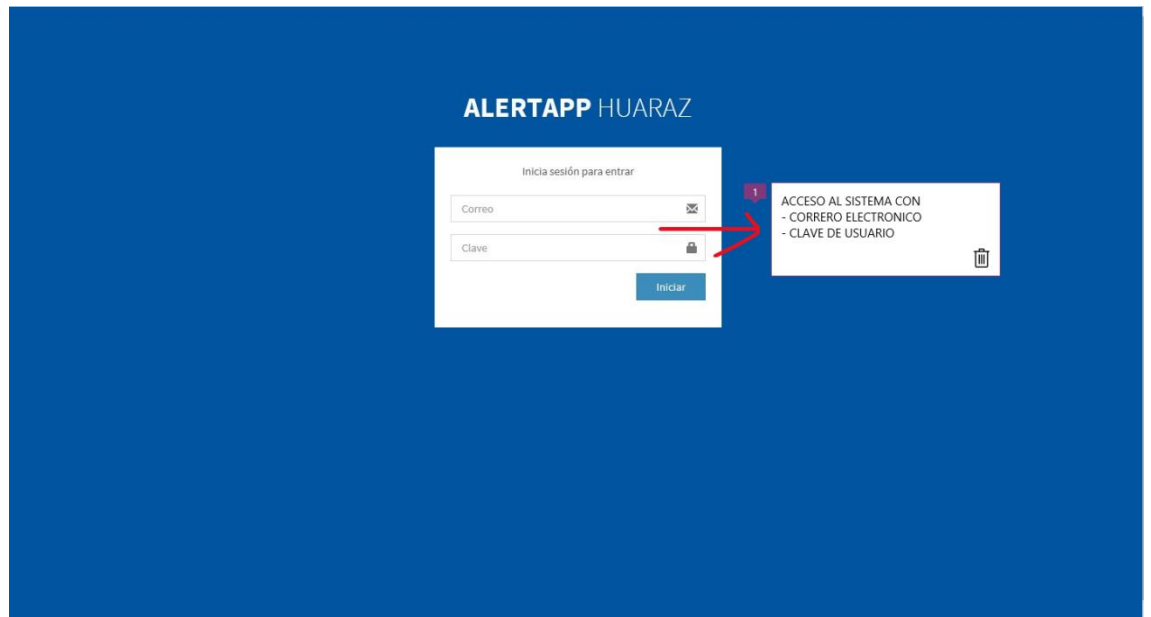 ALERTAPP HUARAZ
Inicia sesión para entrar
Correo
Clave
Iniciar
1
ACCESO AL SISTEMA CON
- CORRERO ELECTRONICO
- CLAVE DE USUARIO